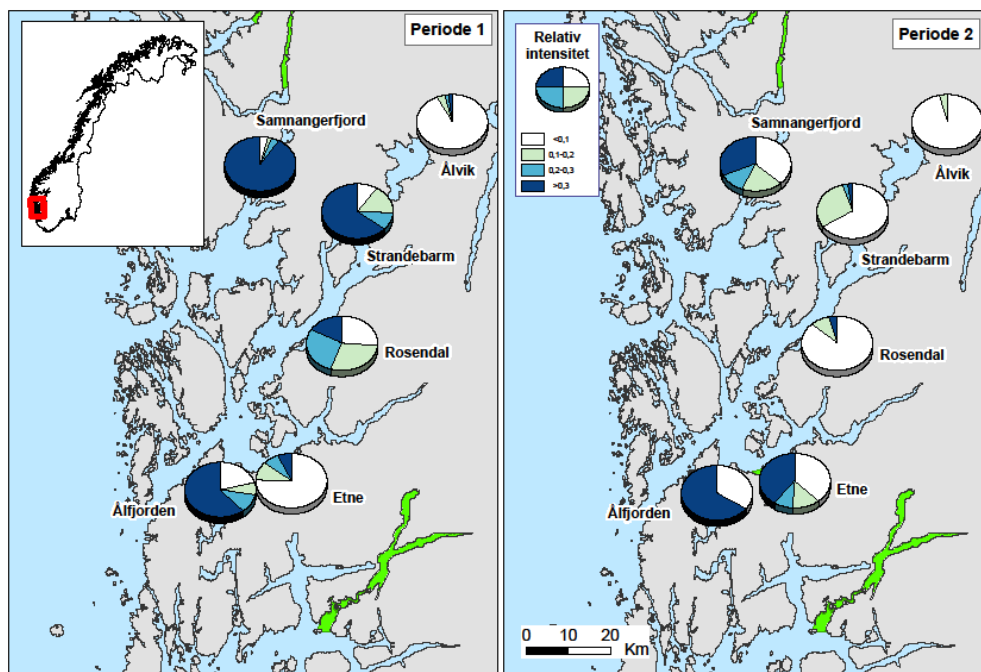 Periode 1
Samnangerfjord
Ålvik
Strandebarm
Rosendal
Ålfjorden
Etne
Periode 2
Relativ
intensitet
<0,1
0,1-0,2
0,2-0,3
>0,3
Samnangerfjord
Ålvik
Strandebarm
Rosendal
Etne
Ålfjorden
0 10 20
Km